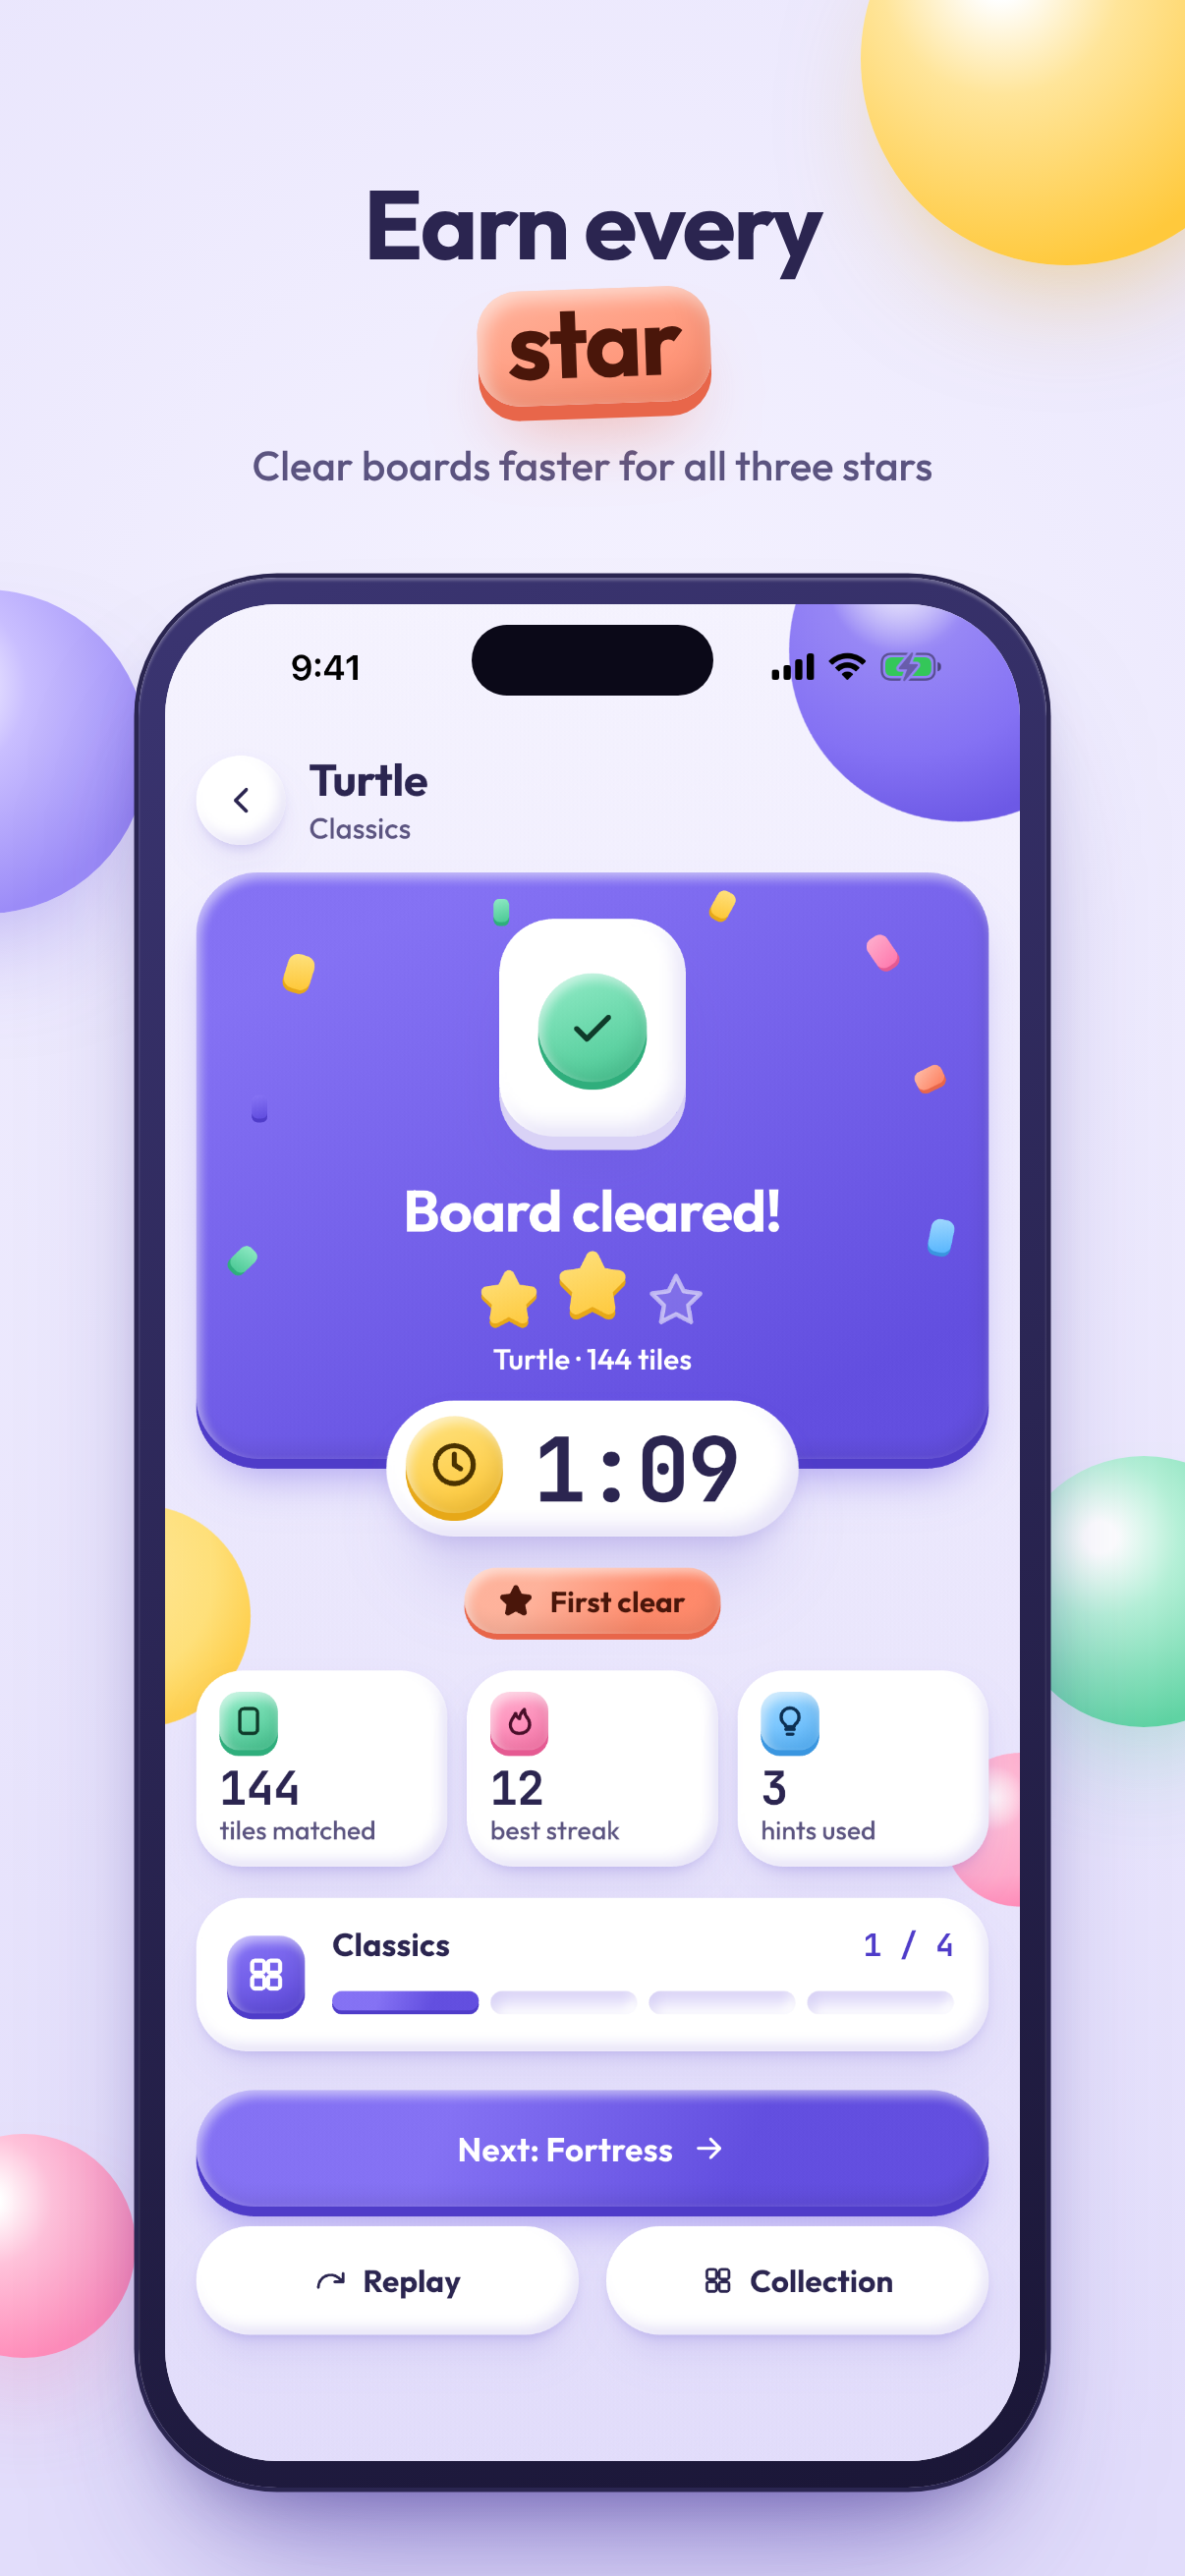 Earn every
star
Clear boards faster for all three stars
9:41
Turtle
Classics
Board cleared!
Turtle · 144 tiles
1:09
First clear
144
tiles matched
12
best streak
3
hints used
Classics
1 / 4
Next: Fortress
Replay
Collection